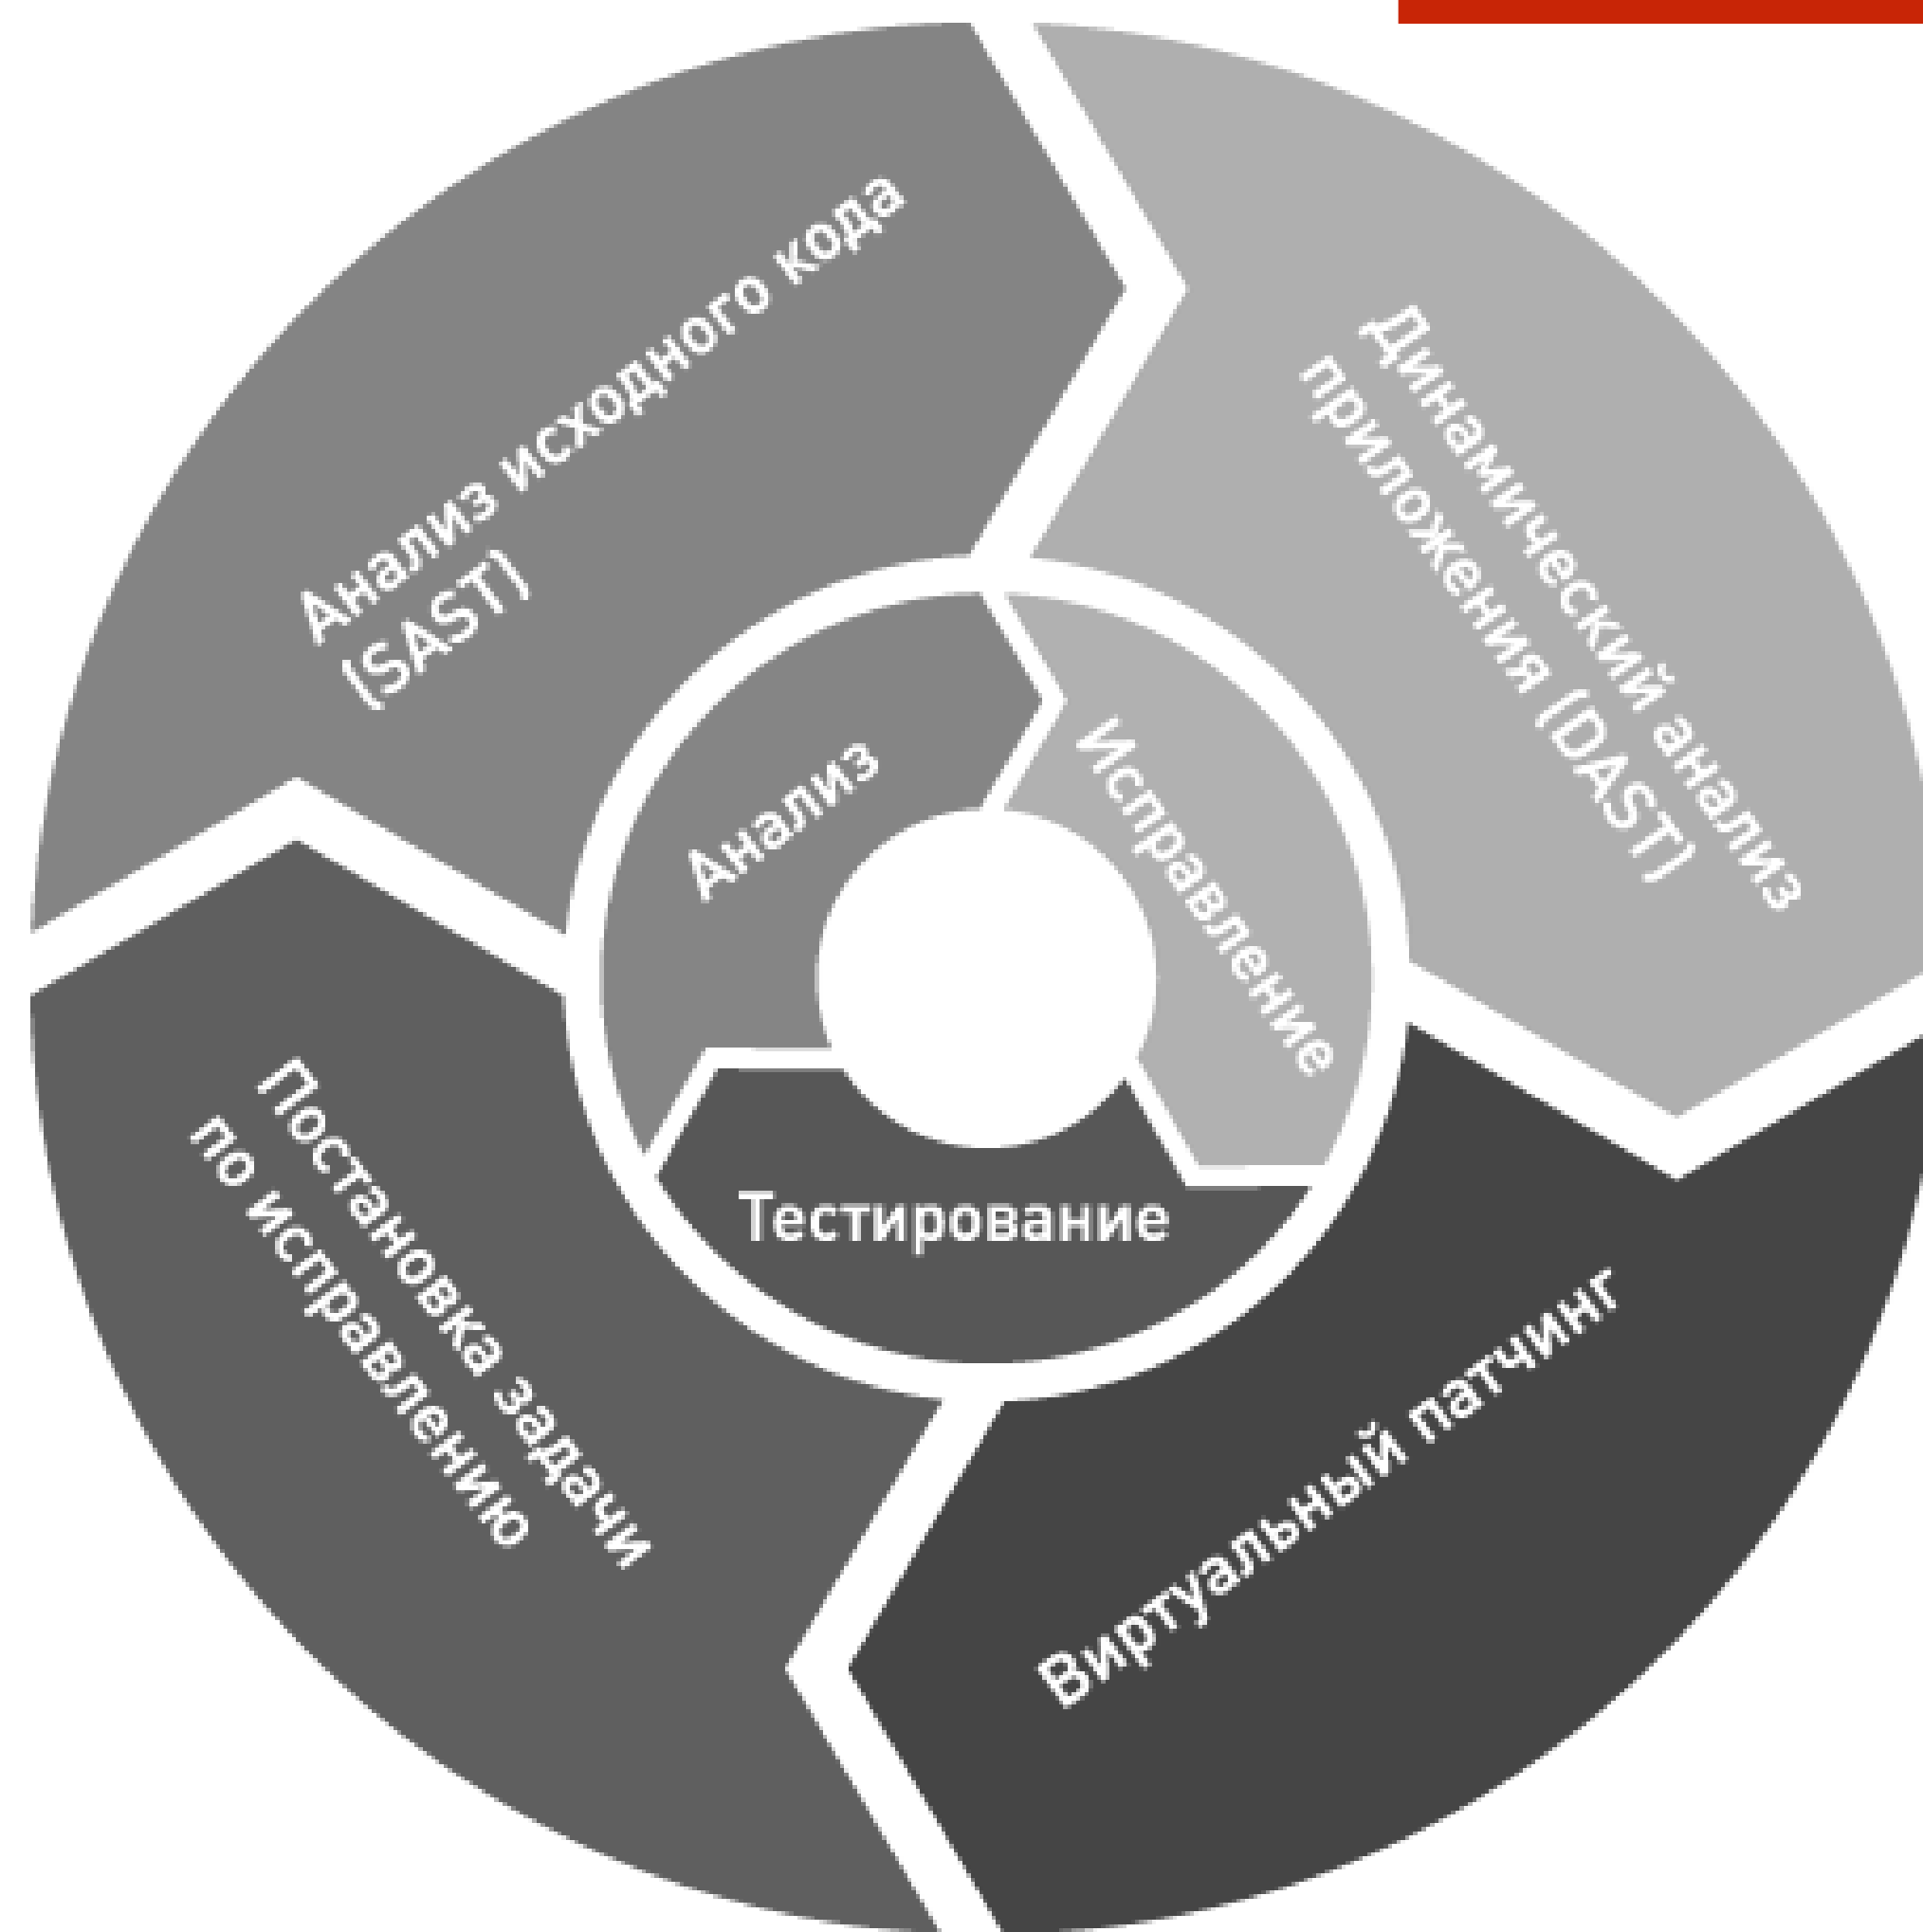 Анализ исходного кода
(SAST)
Динамический анализ
приложения (DAST)
Виртуальный патчинг
Постановка задачи
по исправлению
Анализ
Исправление
Тестирование